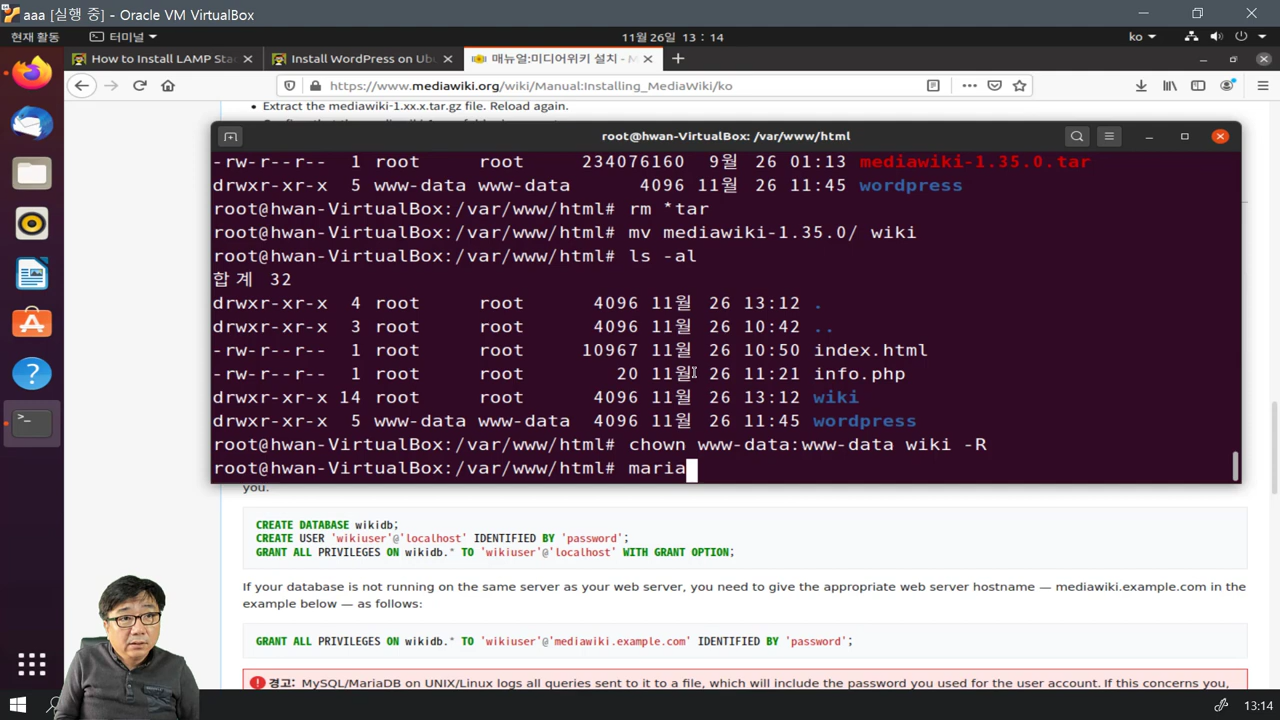 aaa [실행 중] - Oracle VM VirtualBox
현재 활동
터미널
11월 26일 13 : 14
ko
How to Install LAMP Sta
Install WordPress on Ub
매뉴얼:미디어위키 설치 - M
https://www.mediawiki.org/wiki/Manual:Installing_MediaWiki/ko
Extract the mediawiki-1.xx.x.tar.gz file. Reload again.
root@hwan-VirtualBox: /var/www/html
-rw-r--r-- 1 root root 234076160 9월 26 01:13 mediawiki-1.35.0.tar
drwxr-xr-x 5 www-data www-data 4096 11월 26 11:45 wordpress
root@hwan-VirtualBox:/var/www/html# rm *tar
root@hwan-VirtualBox:/var/www/html# mv mediawiki-1.35.0/ wiki
root@hwan-VirtualBox:/var/www/html# ls -al
합계 32
drwxr-xr-x 4 root root 4096 11월 26 13:12 .
drwxr-xr-x 3 root root 4096 11월 26 10:42 ..
-rw-r--r-- 1 root root 10967 11월 26 10:50 index.html
-rw-r--r-- 1 root root 20 11월 26 11:21 info.php
drwxr-xr-x 14 root root 4096 11월 26 13:12 wiki
drwxr-xr-x 5 www-data www-data 4096 11월 26 11:45 wordpress
root@hwan-VirtualBox:/var/www/html# chown www-data:www-data wiki -R
root@hwan-VirtualBox:/var/www/html# maria
you.
CREATE DATABASE wikidb;
CREATE USER 'wikiuser'@'localhost' IDENTIFIED BY 'password';
GRANT ALL PRIVILEGES ON wikidb.* TO 'wikiuser'@'localhost' WITH GRANT OPTION;
If your database is not running on the same server as your web server, you need to give the appropriate web server hostname — mediawiki.example.com in the
example below — as follows:
GRANT ALL PRIVILEGES ON wikidb.* TO 'wikiuser'@'mediawiki.example.com' IDENTIFIED BY 'password';
경고: MySQL/MariaDB on UNIX/Linux logs all queries sent to it to a file, which will include the password you used for the user account. If this concerns you,
13:14